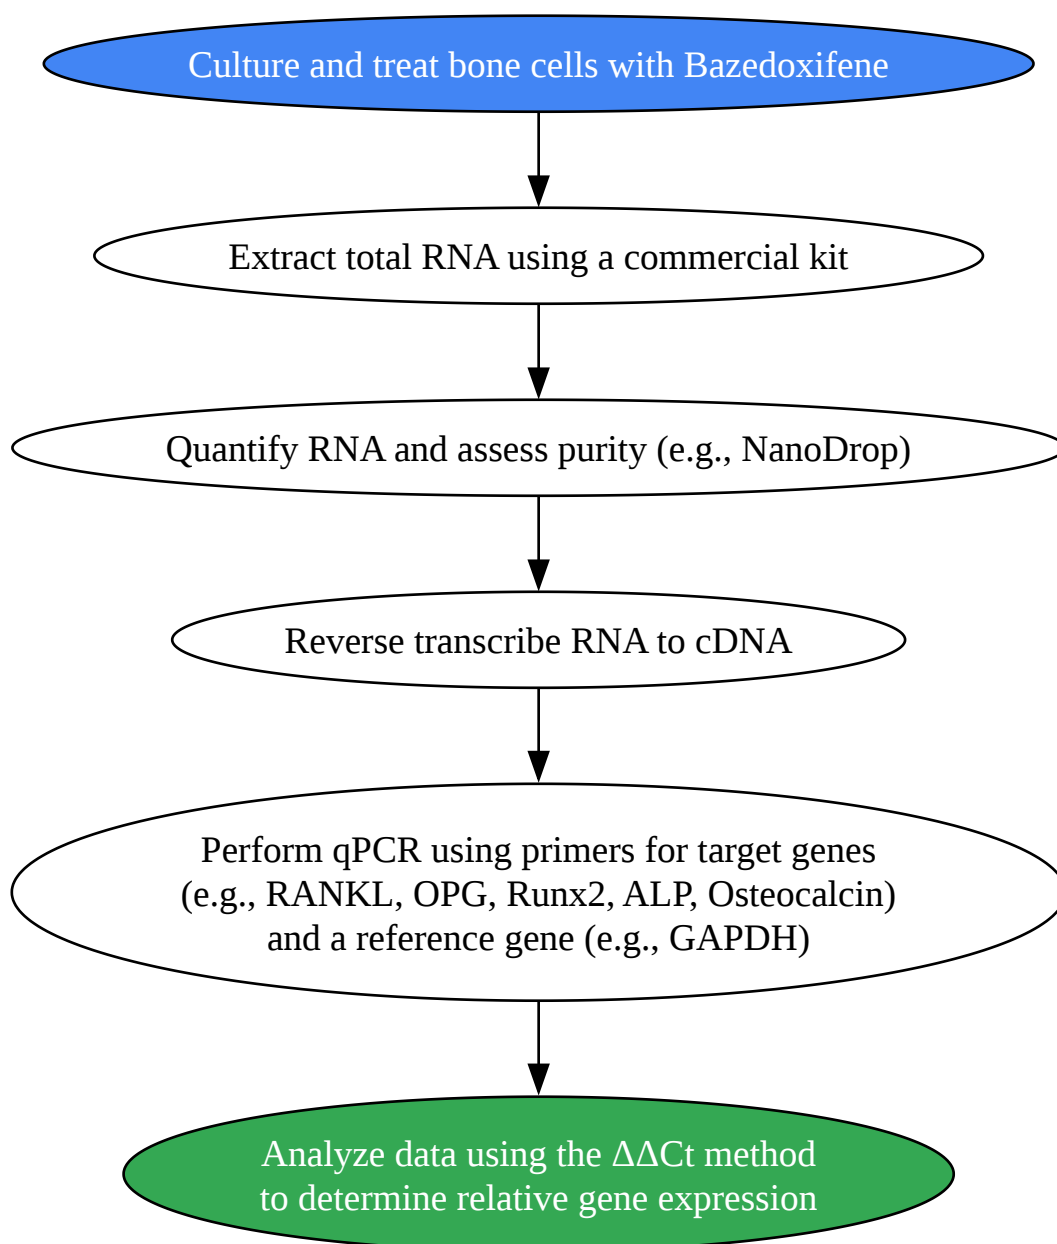 Culture and treat bone cells with Bazedoxifene
Extract total RNA using a commercial kit
Quantify RNA and assess purity (e.g., NanoDrop)
Reverse transcribe RNA to cDNA
Perform qPCR using primers for target genes
(e.g., RANKL, OPG, Runx2, ALP, Osteocalcin)
and a reference gene (e.g., GAPDH)
Analyze data using the ΔΔCt method
to determine relative gene expression